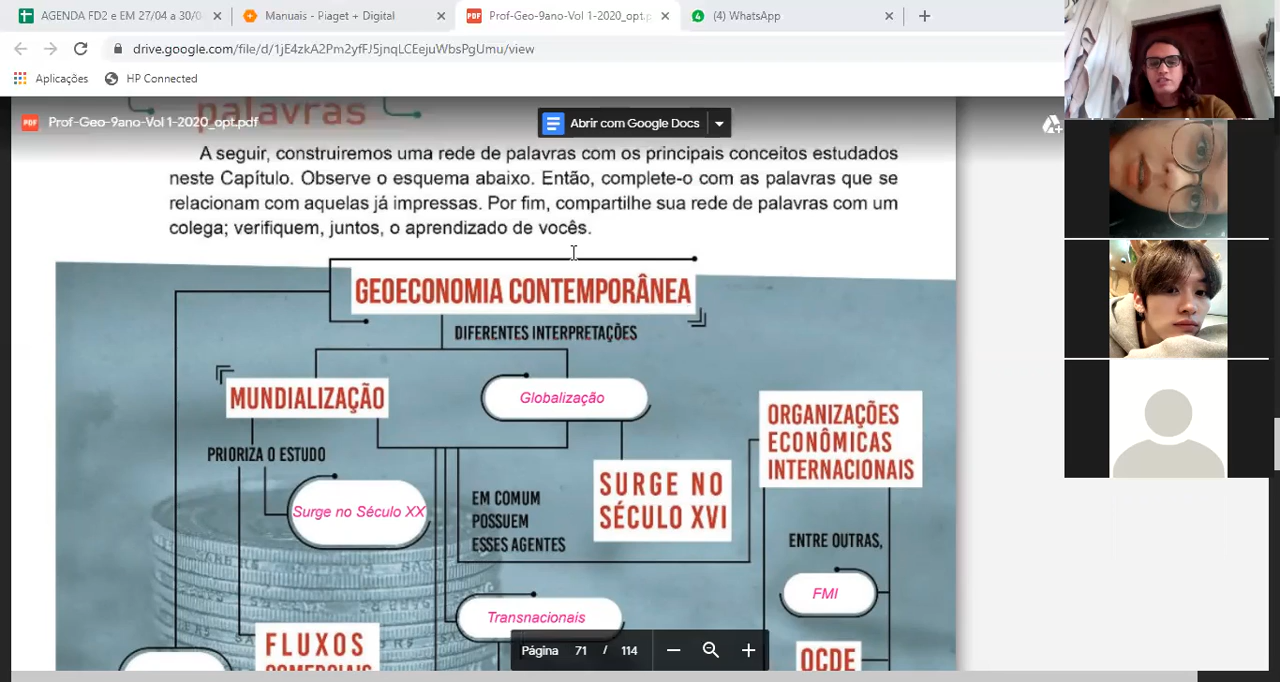 AGENDA FD2 e EM 27/04 a 30/0
Manuais - Piaget + Digital
Prof-Geo-9ano-Vol 1-2020_opt.p
(4) WhatsApp
drive.google.com/file/d/1jE4zkA2Pm2yfFJ5jnqLCEejuWbsPgUmu/view
Aplicações
HP Connected
palavras
PDF
Prof-Geo-9ano-Vol 1-2020_opt.pdf
Abrir com Google Docs
A seguir, construiremos uma rede de palavras com os principais conceitos estudados
neste Capítulo. Observe o esquema abaixo. Então, complete-o com as palavras que se
relacionam com aquelas já impressas. Por fim, compartilhe sua rede de palavras com um
colega; verifiquem, juntos, o aprendizado de vocês.
GEOECONOMIA CONTEMPORÂNEA
DIFERENTES INTERPRETAÇÕES
MUNDIALIZAÇÃO
Globalização
ORGANIZAÇÕES
ECONÔMICAS
INTERNACIONAIS
PRIORIZA O ESTUDO
SURGE NO
SÉCULO XVI
Surge no Século XX
EM COMUM
POSSUEM
ESSES AGENTES
ENTRE OUTRAS,
FMI
Transnacionais
FLUXOS
COMERCIAIS
OCDE
Página 71 / 114